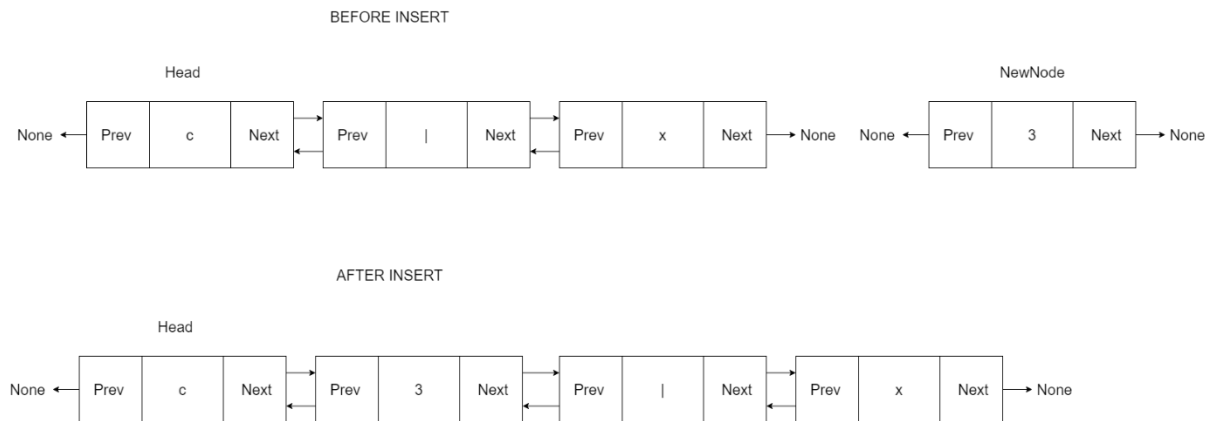 BEFORE INSERT
Head NewNode
None Prev c Next Prev | Next Prev x Next None None Prev 3 Next None
AFTER INSERT
Head
None Prev c Next Prev 3 Next Prev | Next Prev x Next None